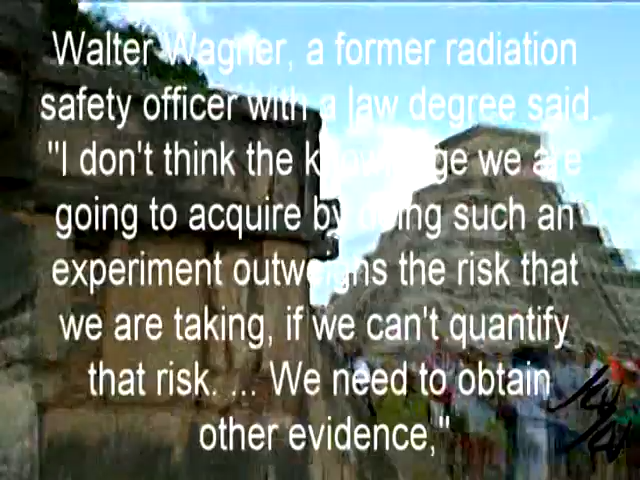 Walter Wagner, a former radiation
safety officer with a law degree said
"I don't think the knowledge we are
going to acquire by doing such an
experiment outweighs the risk that
we are taking, if we can't quantify
that risk. ... We need to obtain
other evidence,"